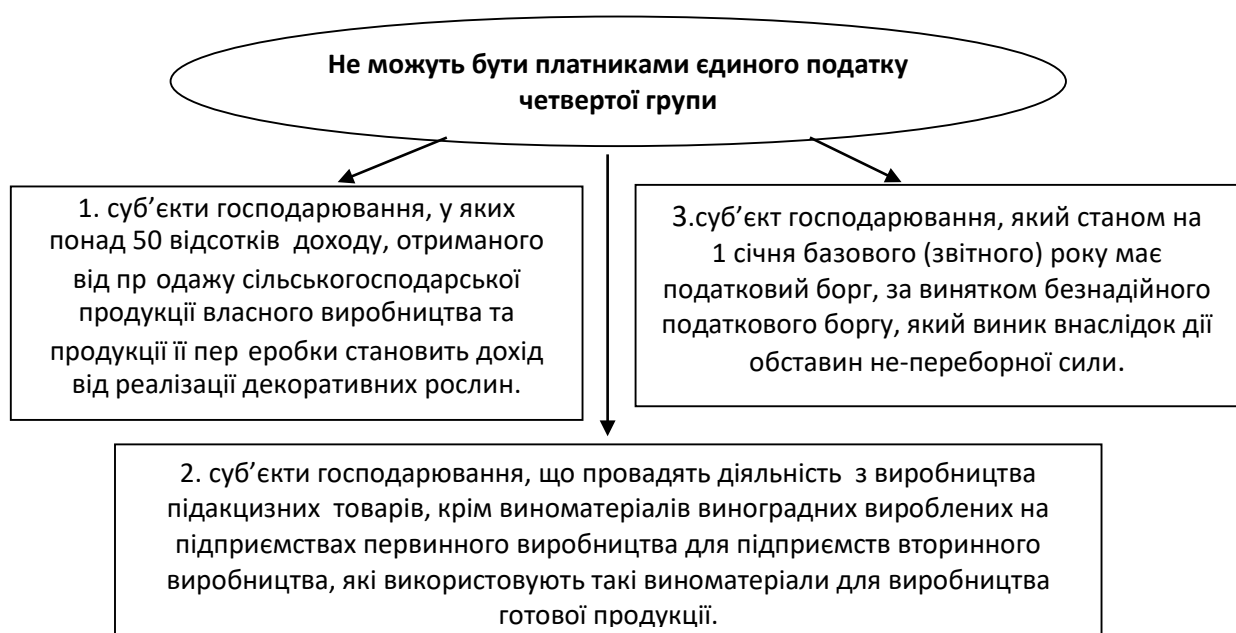 Не можуть бути платниками єдиного податку
четвертої групи
1. суб’єкти господарювання, у яких
понад 50 відсотків доходу, отриманого
від пр одажу сільськогосподарської
продукції власного виробництва та
продукції її пер еробки становить дохід
від реалізації декоративних рослин.
3.суб’єкт господарювання, який станом на
1 січня базового (звітного) року має
податковий борг, за винятком безнадійного
податкового боргу, який виник внаслідок дії
обставин не-переборної сили.
2. суб’єкти господарювання, що провадять діяльність з виробництва
підакцизних товарів, крім виноматеріалів виноградних вироблених на
підприємствах первинного виробництва для підприємств вторинного
виробництва, які використовують такі виноматеріали для виробництва
готової продукції.